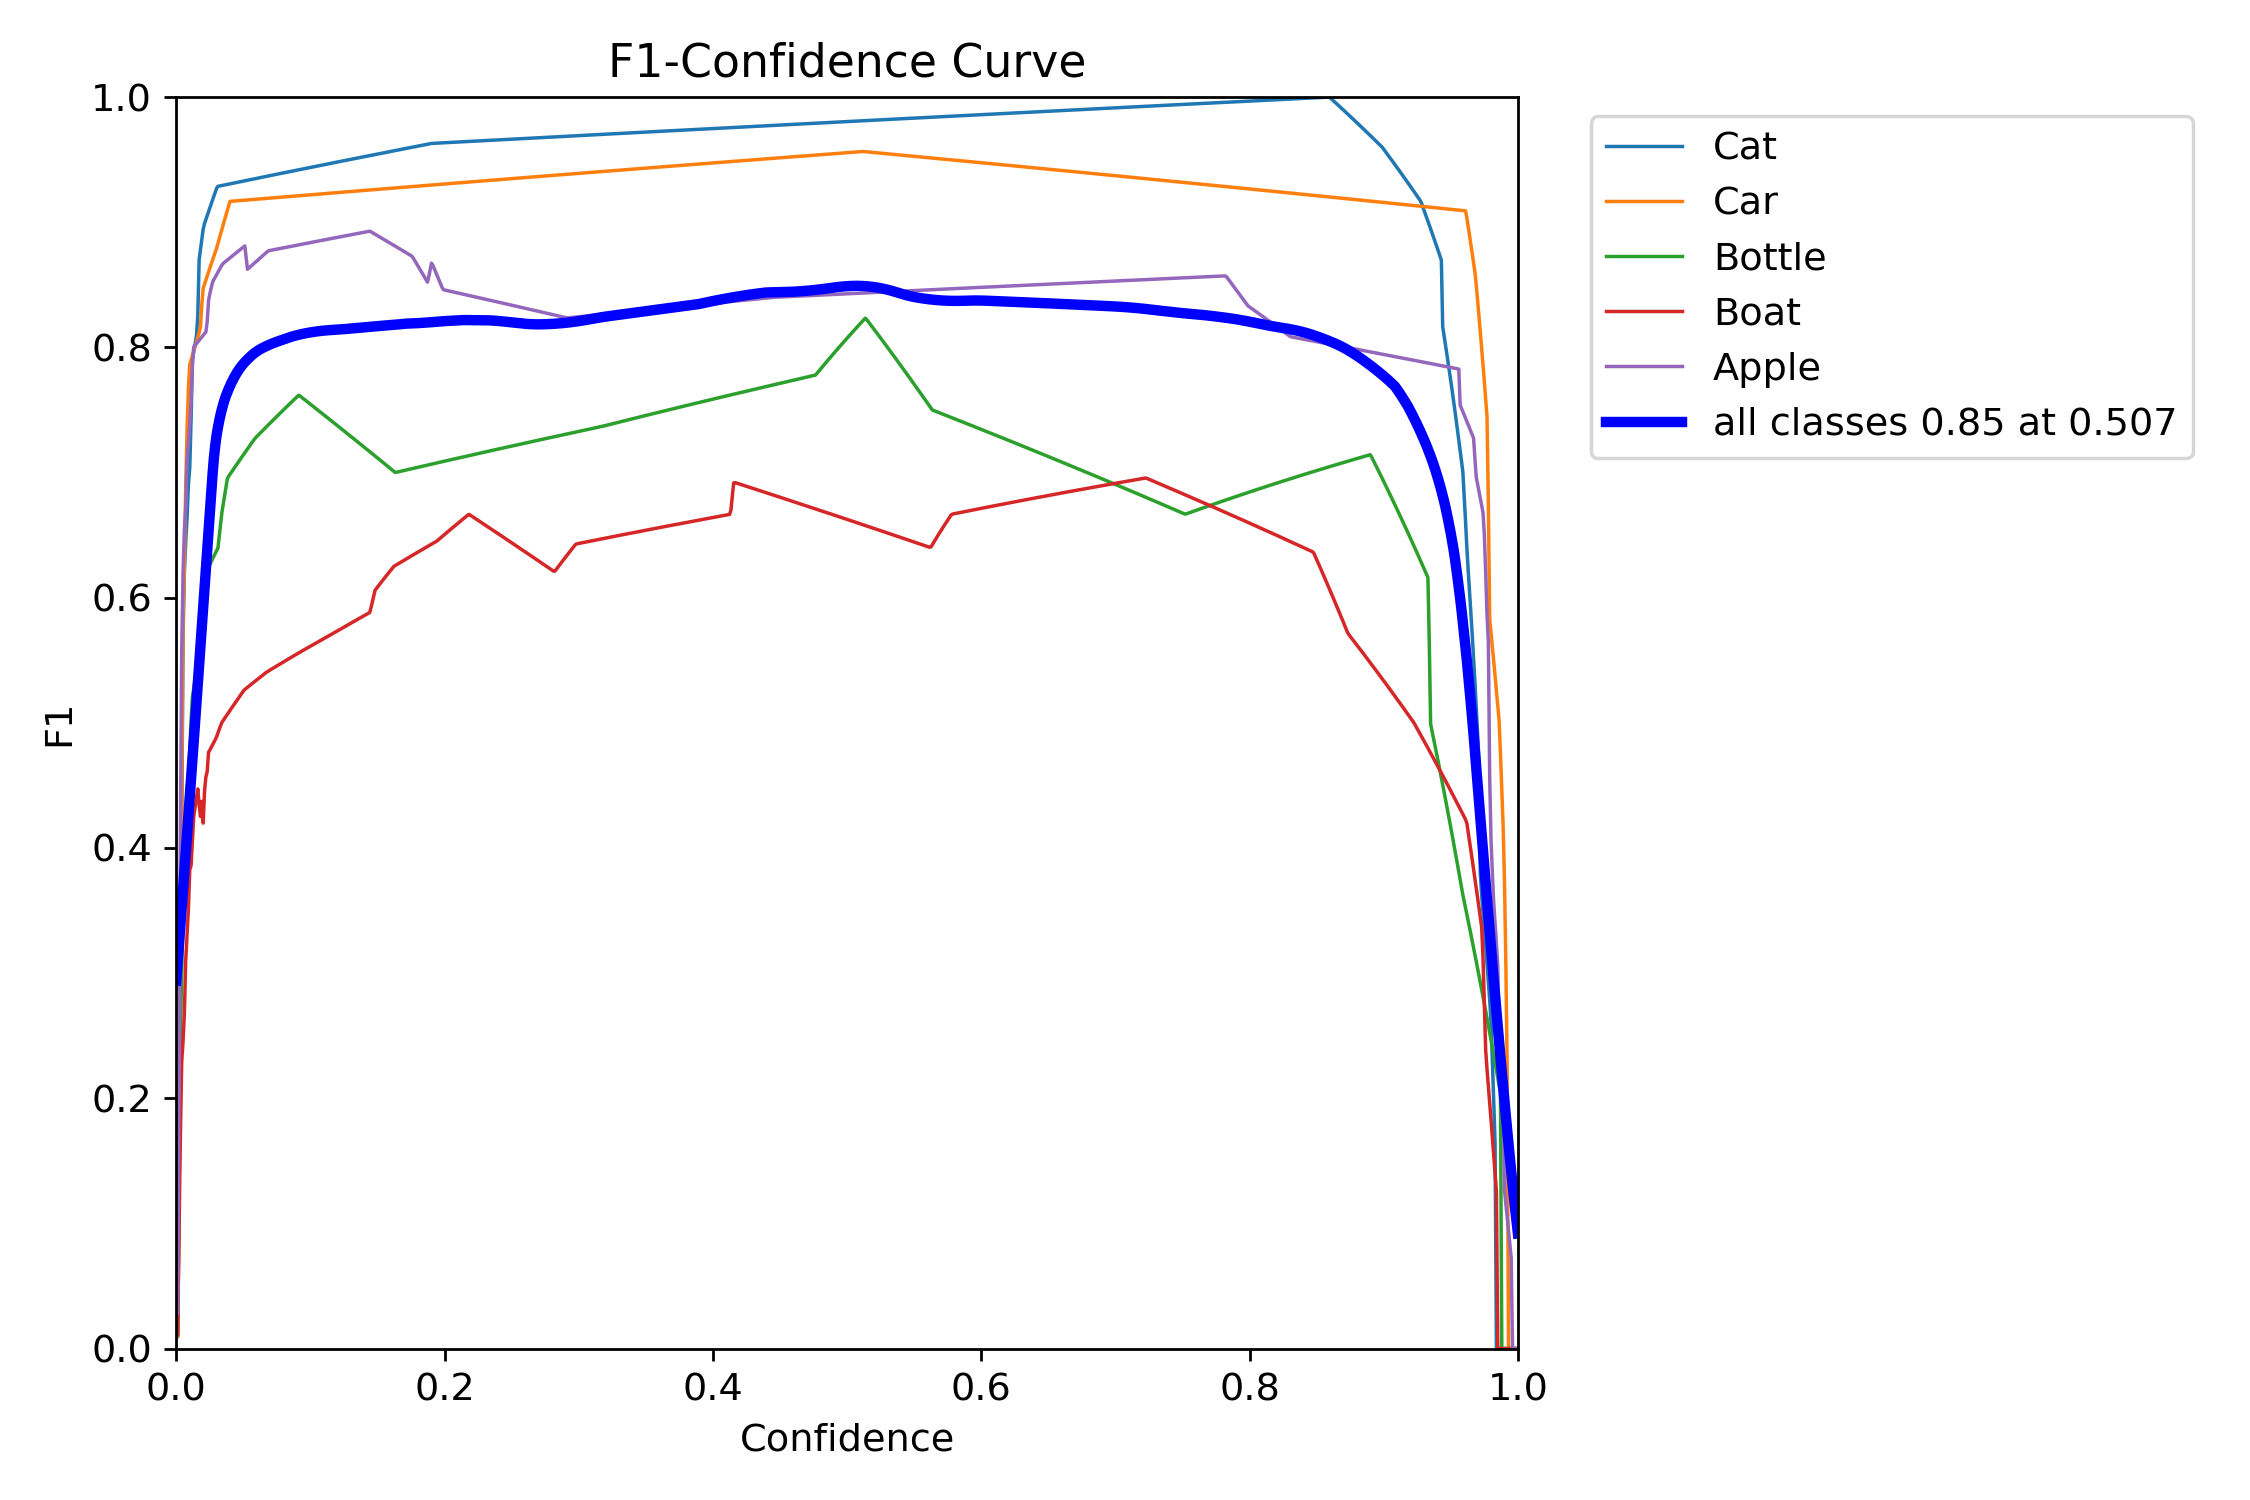 F1-Confidence Curve
1.0
0.8
0.6
0.4
0.2
0.0
F1
0.0 0.2 0.4 0.6 0.8 1.0
Confidence
Cat
Car
Bottle
Boat
Apple
all classes 0.85 at 0.507